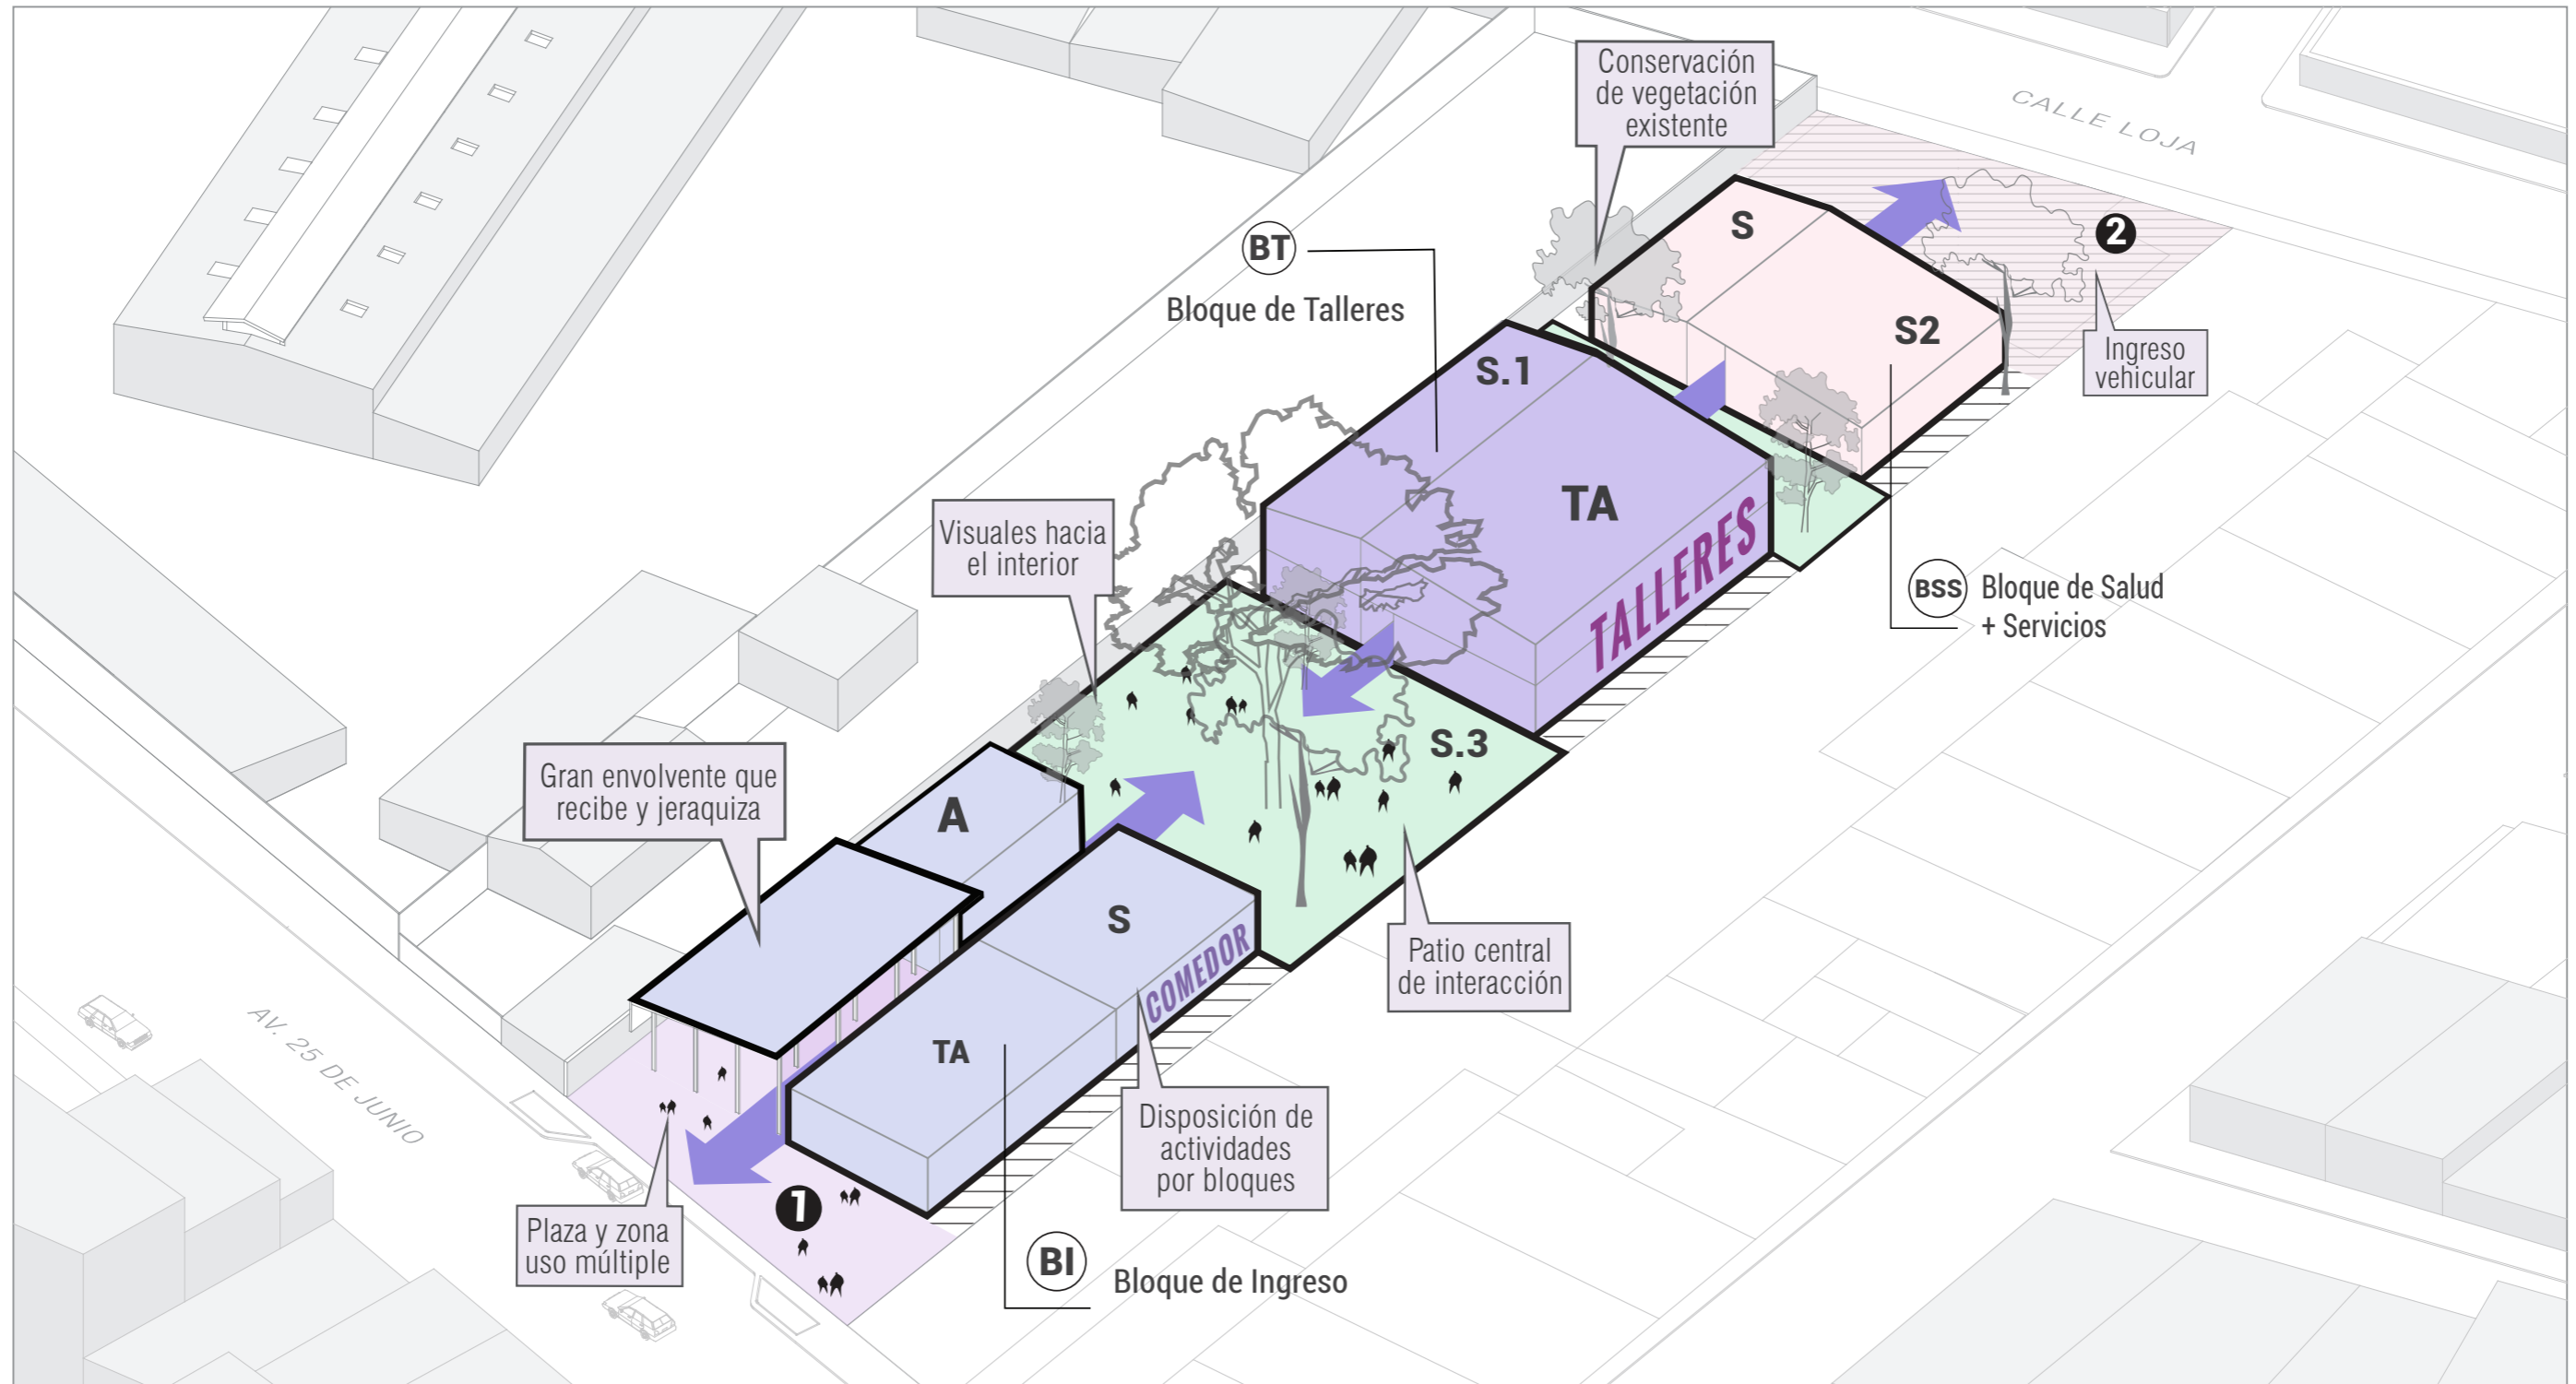 Conservación
de vegetación
existente
CALLE LOJA
S
2
BT
Bloque de Talleres
S2
Ingreso
vehicular
S.1
TA
TALLERES
Visuales hacia
el interior
BSS
Bloque de Salud
+ Servicios
S.3
Gran envolvente que
recibe y jeraquiza
A
S
COMEDOR
Patio central
de interacción
AV. 25 DE JUNIO
TA
Disposición de
actividades
por bloques
1
Plaza y zona
uso múltiple
BI
Bloque de Ingreso